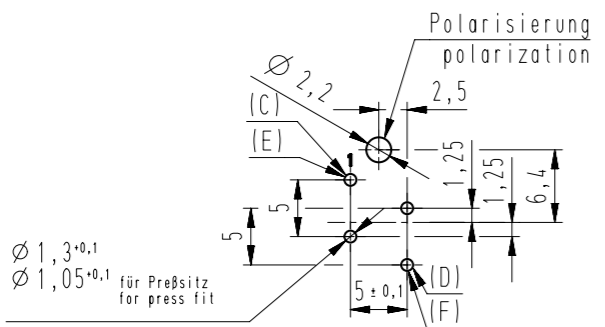 Polarisierung
polarization
Ø 2,2
2,5
(C)
(E)
1
5
5
1,25
1,25
6,4
Ø 1,3+0,1
Ø 1,05+0,1 für Preßsitz
for press fit
5 ± 0,1
(D)
(F)